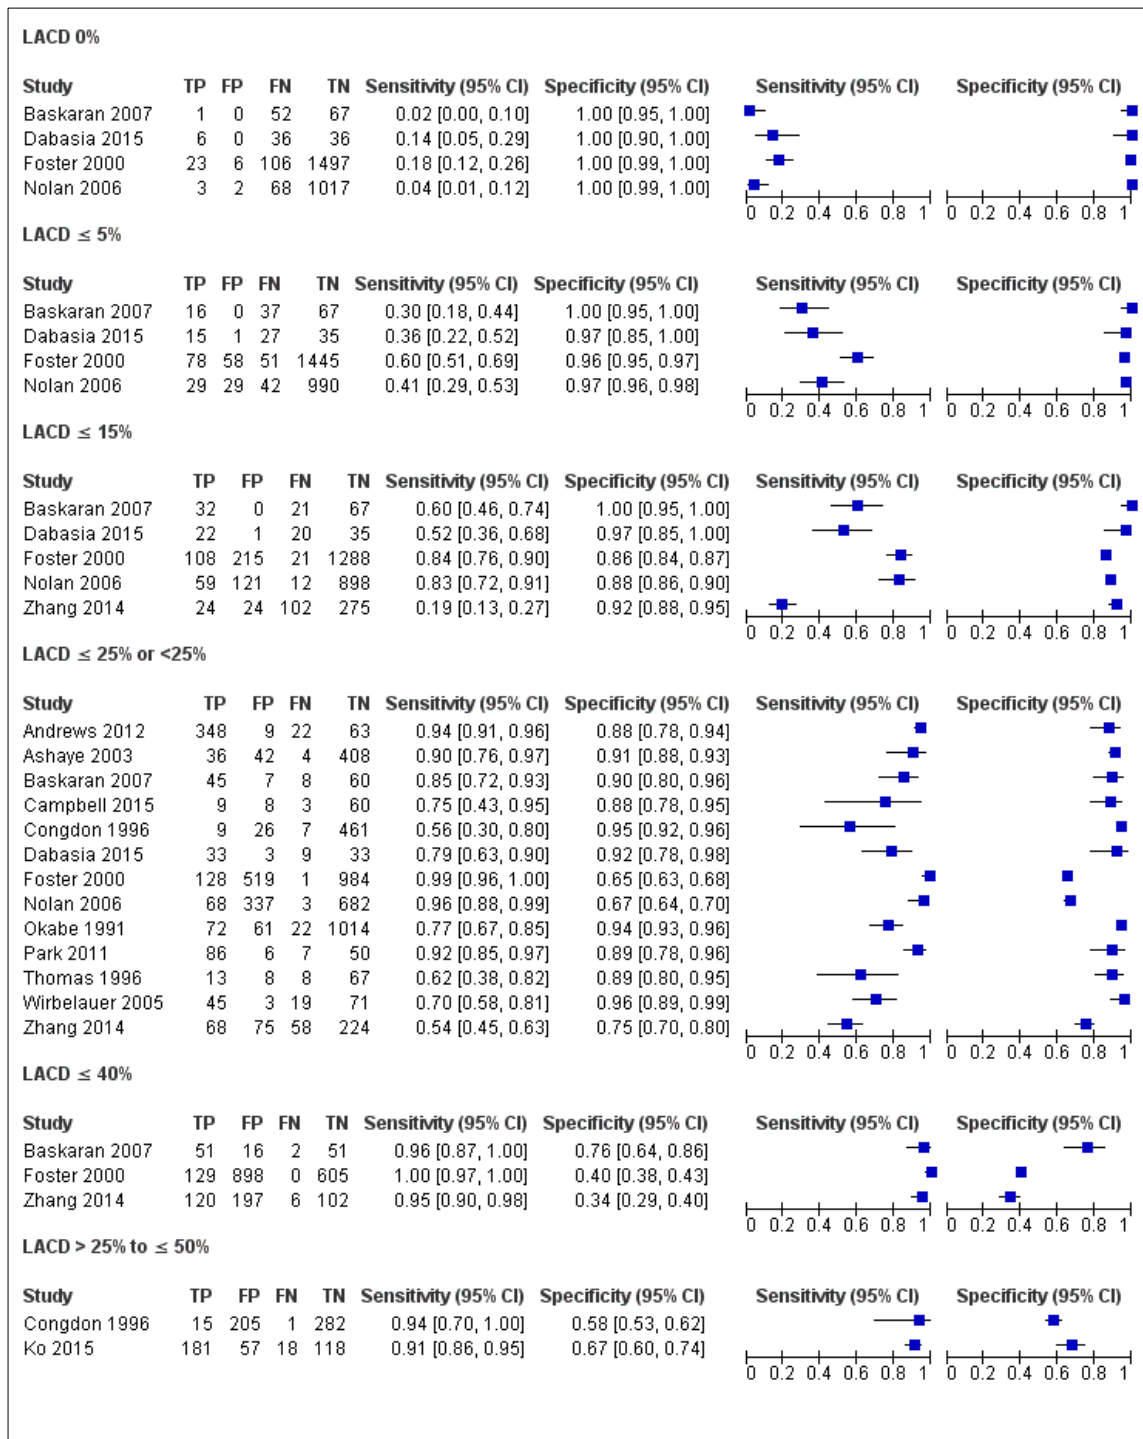 LACD 0%
Study TP FP FN TN Sensitivity (95% CI) Specificity (95% CI) Sensitivity (95% CI) Specificity (95% CI)
Baskaran 2007 1 0 52 67 0.02 [0.00, 0.10] 1.00 [0.95, 1.00]
Dabasia 2015 6 0 36 36 0.14 [0.05, 0.29] 1.00 [0.90, 1.00]
Foster 2000 23 6 106 1497 0.18 [0.12, 0.26] 1.00 [0.99, 1.00]
Nolan 2006 3 2 68 1017 0.04 [0.01, 0.12] 1.00 [0.99, 1.00]
0 0.2 0.4 0.6 0.8 1 0 0.2 0.4 0.6 0.8 1
LACD ≤ 5%
Study TP FP FN TN Sensitivity (95% CI) Specificity (95% CI) Sensitivity (95% CI) Specificity (95% CI)
Baskaran 2007 16 0 37 67 0.30 [0.18, 0.44] 1.00 [0.95, 1.00]
Dabasia 2015 15 1 27 35 0.36 [0.22, 0.52] 0.97 [0.85, 1.00]
Foster 2000 78 58 51 1445 0.60 [0.51, 0.69] 0.96 [0.95, 0.97]
Nolan 2006 29 29 42 990 0.41 [0.29, 0.53] 0.97 [0.96, 0.98]
0 0.2 0.4 0.6 0.8 1 0 0.2 0.4 0.6 0.8 1
LACD ≤ 15%
Study TP FP FN TN Sensitivity (95% CI) Specificity (95% CI) Sensitivity (95% CI) Specificity (95% CI)
Baskaran 2007 32 0 21 67 0.60 [0.46, 0.74] 1.00 [0.95, 1.00]
Dabasia 2015 22 1 20 35 0.52 [0.36, 0.68] 0.97 [0.85, 1.00]
Foster 2000 108 215 21 1288 0.84 [0.76, 0.90] 0.86 [0.84, 0.87]
Nolan 2006 59 121 12 898 0.83 [0.72, 0.91] 0.88 [0.86, 0.90]
Zhang 2014 24 24 102 275 0.19 [0.13, 0.27] 0.92 [0.88, 0.95]
0 0.2 0.4 0.6 0.8 1 0 0.2 0.4 0.6 0.8 1
LACD ≤ 25% or <25%
Study TP FP FN TN Sensitivity (95% CI) Specificity (95% CI) Sensitivity (95% CI) Specificity (95% CI)
Andrews 2012 348 9 22 63 0.94 [0.91, 0.96] 0.88 [0.78, 0.94]
Ashaye 2003 36 42 4 408 0.90 [0.76, 0.97] 0.91 [0.88, 0.93]
Baskaran 2007 45 7 8 60 0.85 [0.72, 0.93] 0.90 [0.80, 0.96]
Campbell 2015 9 8 3 60 0.75 [0.43, 0.95] 0.88 [0.78, 0.95]
Congdon 1996 9 26 7 461 0.56 [0.30, 0.80] 0.95 [0.92, 0.96]
Dabasia 2015 33 3 9 33 0.79 [0.63, 0.90] 0.92 [0.78, 0.98]
Foster 2000 128 519 1 984 0.99 [0.96, 1.00] 0.65 [0.63, 0.68]
Nolan 2006 68 337 3 682 0.96 [0.88, 0.99] 0.67 [0.64, 0.70]
Okabe 1991 72 61 22 1014 0.77 [0.67, 0.85] 0.94 [0.93, 0.96]
Park 2011 86 6 7 50 0.92 [0.85, 0.97] 0.89 [0.78, 0.96]
Thomas 1996 13 8 8 67 0.62 [0.38, 0.82] 0.89 [0.80, 0.95]
Wirbelauer 2005 45 3 19 71 0.70 [0.58, 0.81] 0.96 [0.89, 0.99]
Zhang 2014 68 75 58 224 0.54 [0.45, 0.63] 0.75 [0.70, 0.80]
0 0.2 0.4 0.6 0.8 1 0 0.2 0.4 0.6 0.8 1
LACD ≤ 40%
Study TP FP FN TN Sensitivity (95% CI) Specificity (95% CI) Sensitivity (95% CI) Specificity (95% CI)
Baskaran 2007 51 16 2 51 0.96 [0.87, 1.00] 0.76 [0.64, 0.86]
Foster 2000 129 898 0 605 1.00 [0.97, 1.00] 0.40 [0.38, 0.43]
Zhang 2014 120 197 6 102 0.95 [0.90, 0.98] 0.34 [0.29, 0.40]
0 0.2 0.4 0.6 0.8 1 0 0.2 0.4 0.6 0.8 1
LACD > 25% to ≤ 50%
Study TP FP FN TN Sensitivity (95% CI) Specificity (95% CI) Sensitivity (95% CI) Specificity (95% CI)
Congdon 1996 15 205 1 282 0.94 [0.70, 1.00] 0.58 [0.53, 0.62]
Ko 2015 181 57 18 118 0.91 [0.86, 0.95] 0.67 [0.60, 0.74]
0 0.2 0.4 0.6 0.8 1 0 0.2 0.4 0.6 0.8 1